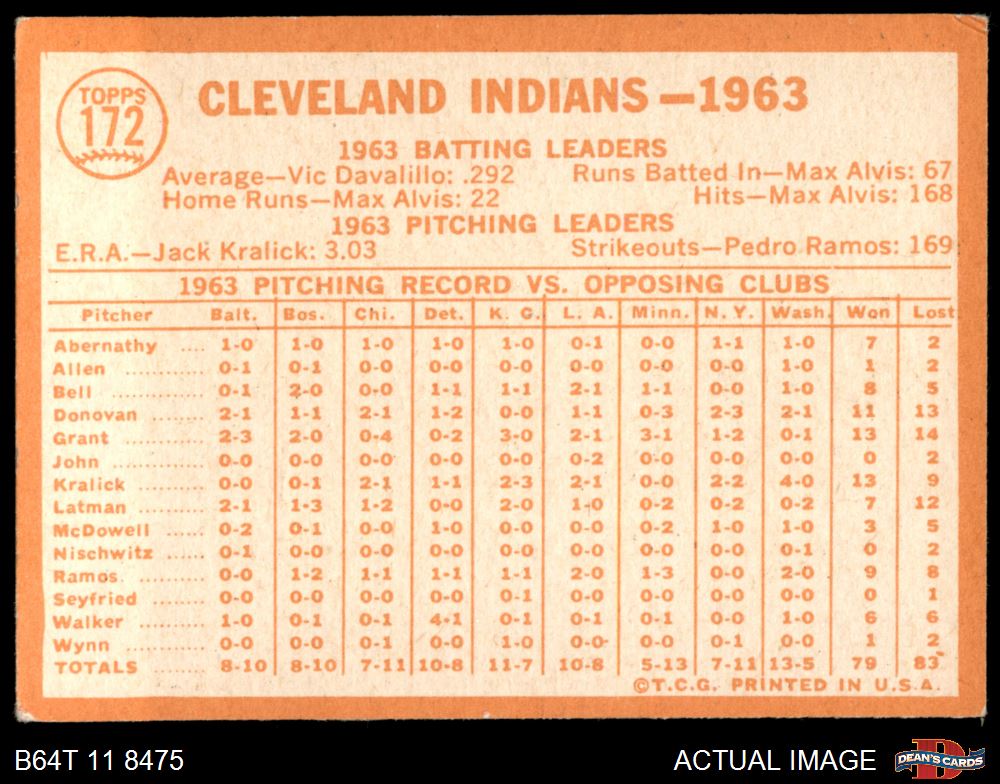 TOPPS
172
CLEVELAND INDIANS—1963
1963 BATTING LEADERS
Average—Vic Davalillo: .292 Runs Batted In—Max Alvis: 67
Home Runs—Max Alvis: 22 Hits—Max Alvis: 168
1963 PITCHING LEADERS
E.R.A.—Jack Kralick: 3.03 Strikeouts—Pedro Ramos: 169
1963 PITCHING RECORD VS. OPPOSING CLUBS
Pitcher Balt. Bos. Chi. Det. K. C. L. A. Minn. N. Y. Wash. Won Lost
Abernathy .... 1-0 1-0 1-0 1-0 1-0 0-1 0-0 1-1 1-0 7 2
Allen ............ 0-1 0-1 0-0 0-0 0-0 0-0 0-0 0-0 1-0 1 2
Bell .............. 0-1 2-0 0-0 1-1 1-1 2-1 1-1 0-0 1-0 8 5
Donovan ...... 2-1 1-1 2-1 1-2 0-0 1-1 0-3 2-3 2-1 11 13
Grant .......... 2-3 2-0 0-4 0-2 3-0 2-1 3-1 1-2 0-1 13 14
John ............ 0-0 0-0 0-0 0-0 0-0 0-2 0-0 0-0 0-0 0 2
Kralick ........ 0-0 0-1 2-1 1-1 2-3 2-1 0-0 2-2 4-0 13 9
Latman ........ 2-1 1-3 1-2 0-0 2-0 1-0 0-2 0-2 0-2 7 12
McDowell ..... 0-2 0-1 0-0 1-0 0-0 0-0 0-2 1-0 1-0 3 5
Nischwitz ..... 0-1 0-0 0-0 0-0 0-0 0-0 0-0 0-0 0-1 0 2
Ramos. ......... 0-0 1-2 1-1 1-1 1-1 2-0 1-3 0-0 2-0 9 8
Seyfried ....... 0-0 0-0 0-0 0-0 0-1 0-0 0-0 0-0 0-0 0 1
Walker ......... 1-0 0-1 0-1 4-1 0-1 0-1 0-1 0-0 1-0 6 6
Wynn ........... 0-0 0-0 0-1 0-0 1-0 0-0 0-0 0-1 0-0 1 2
TOTALS 8-10 8-10 7-11 10-8 11-7 10-8 5-13 7-11 13-5 79 83
©T.C.G. PRINTED IN U.S.A.
B64T 11 8475 ACTUAL IMAGE DEAN'S CARDS